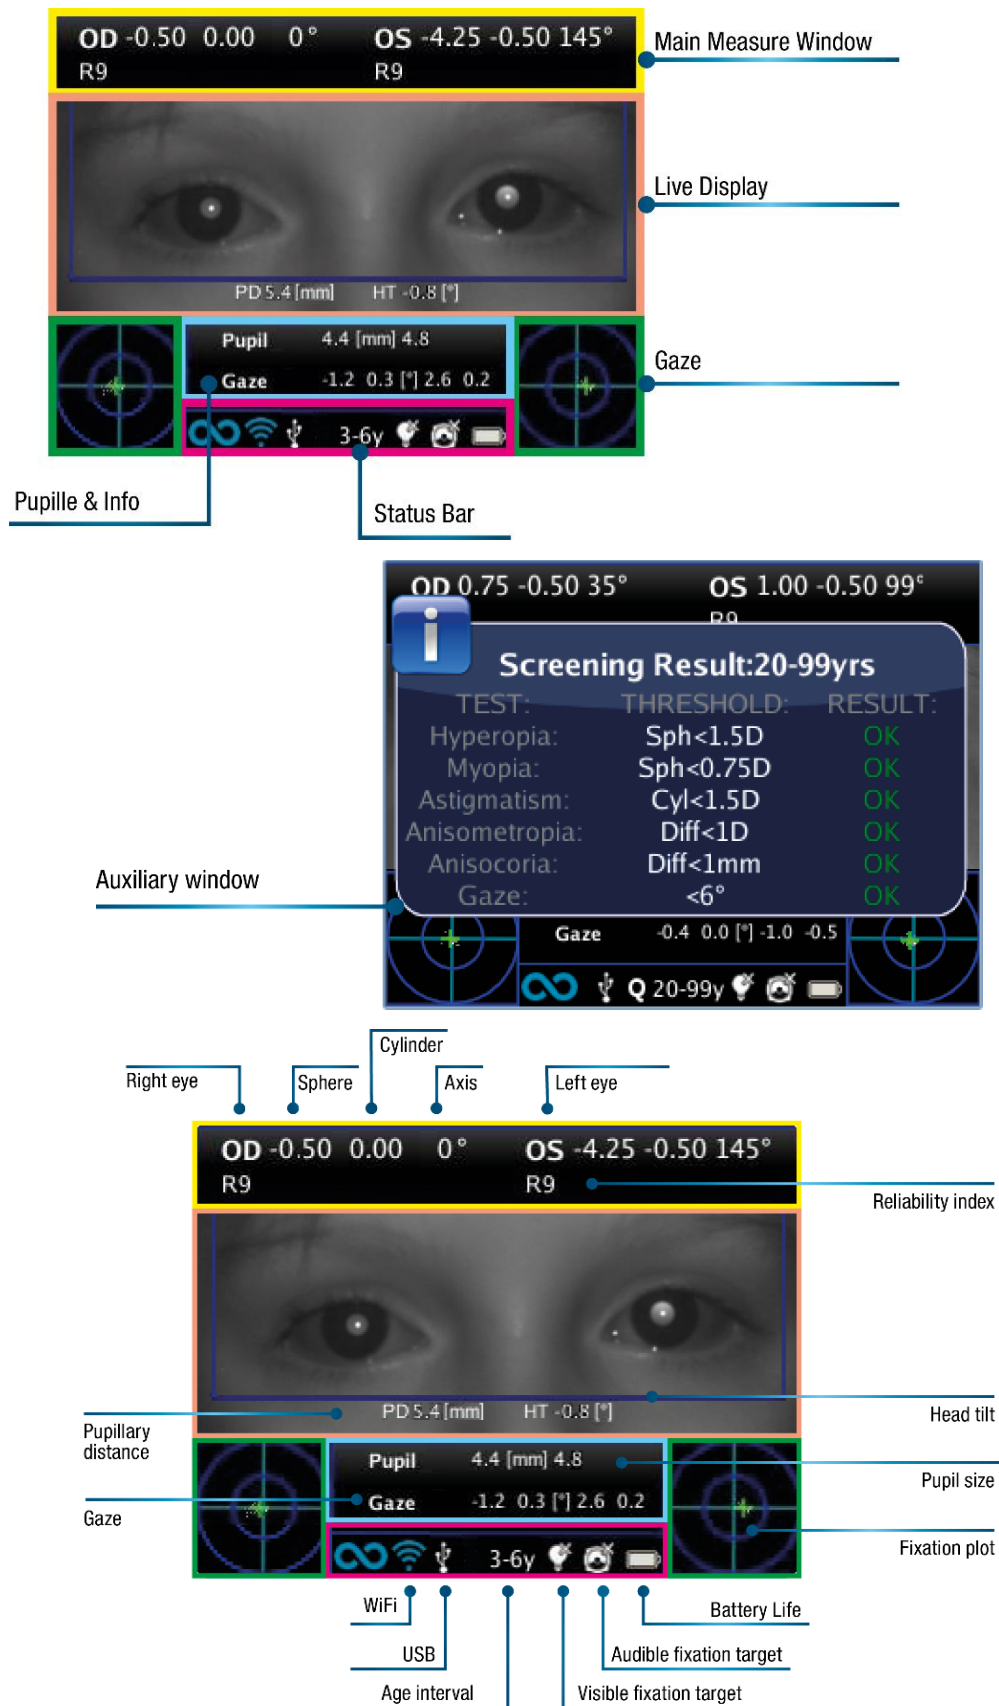 OD -0.50 0.00 0° OS -4.25 -0.50 145°
R9 R9
Main Measure Window
Live Display
PD 5.4 [mm] HT -0.8 [°]
Pupil 4.4 [mm] 4.8
Gaze -1.2 0.3 [°] 2.6 0.2
Gaze
3-6y
Pupille & Info
Status Bar
OD 0.75 -0.50 35° OS 1.00 -0.50 99°
R9
i
Screening Result:20-99yrs
TEST: THRESHOLD: RESULT:
Hyperopia: Sph<1.5D OK
Myopia: Sph<0.75D OK
Astigmatism: Cyl<1.5D OK
Anisometropia: Diff<1D OK
Anisocoria: Diff<1mm OK
Gaze: <6° OK
Auxiliary window
Gaze -0.4 0.0 [°] -1.0 -0.5
Q 20-99y
Cylinder
Right eye Sphere Axis Left eye
OD -0.50 0.00 0° OS -4.25 -0.50 145°
R9 R9
Reliability index
PD 5.4 [mm] HT -0.8 [°]
Head tilt
Pupillary
distance
Pupil 4.4 [mm] 4.8
Pupil size
Gaze -1.2 0.3 [°] 2.6 0.2
Gaze
Fixation plot
3-6y
WiFi
Battery Life
USB
Audible fixation target
Age interval
Visible fixation target